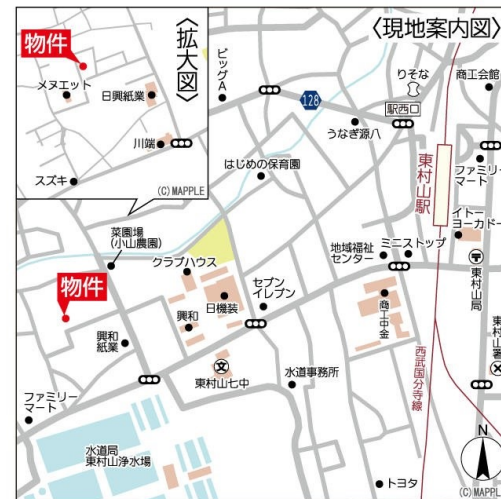 〈拡大図〉
物件
メヌエット
日興紙業
川端
スズキ
(C)MAPPLE
〈現地案内図〉
ビッグA
128
りそな
商工会館
駅西口
うなぎ源八
はじめの保育園
東村山駅
ファミリー
マート
イトー
ヨーカドー
菜園場
(小山農園)
クラブハウス
地域福祉
センター
ミニストップ
東村山局
物件
日機装
セブン
イレブン
興和
商工中金
東村山署
興和
紙業
西武国分寺線
文
東村山七中
水道事務所
ファミリー
マート
水道局
東村山浄水場
トヨタ
N
(C)MAPPLE